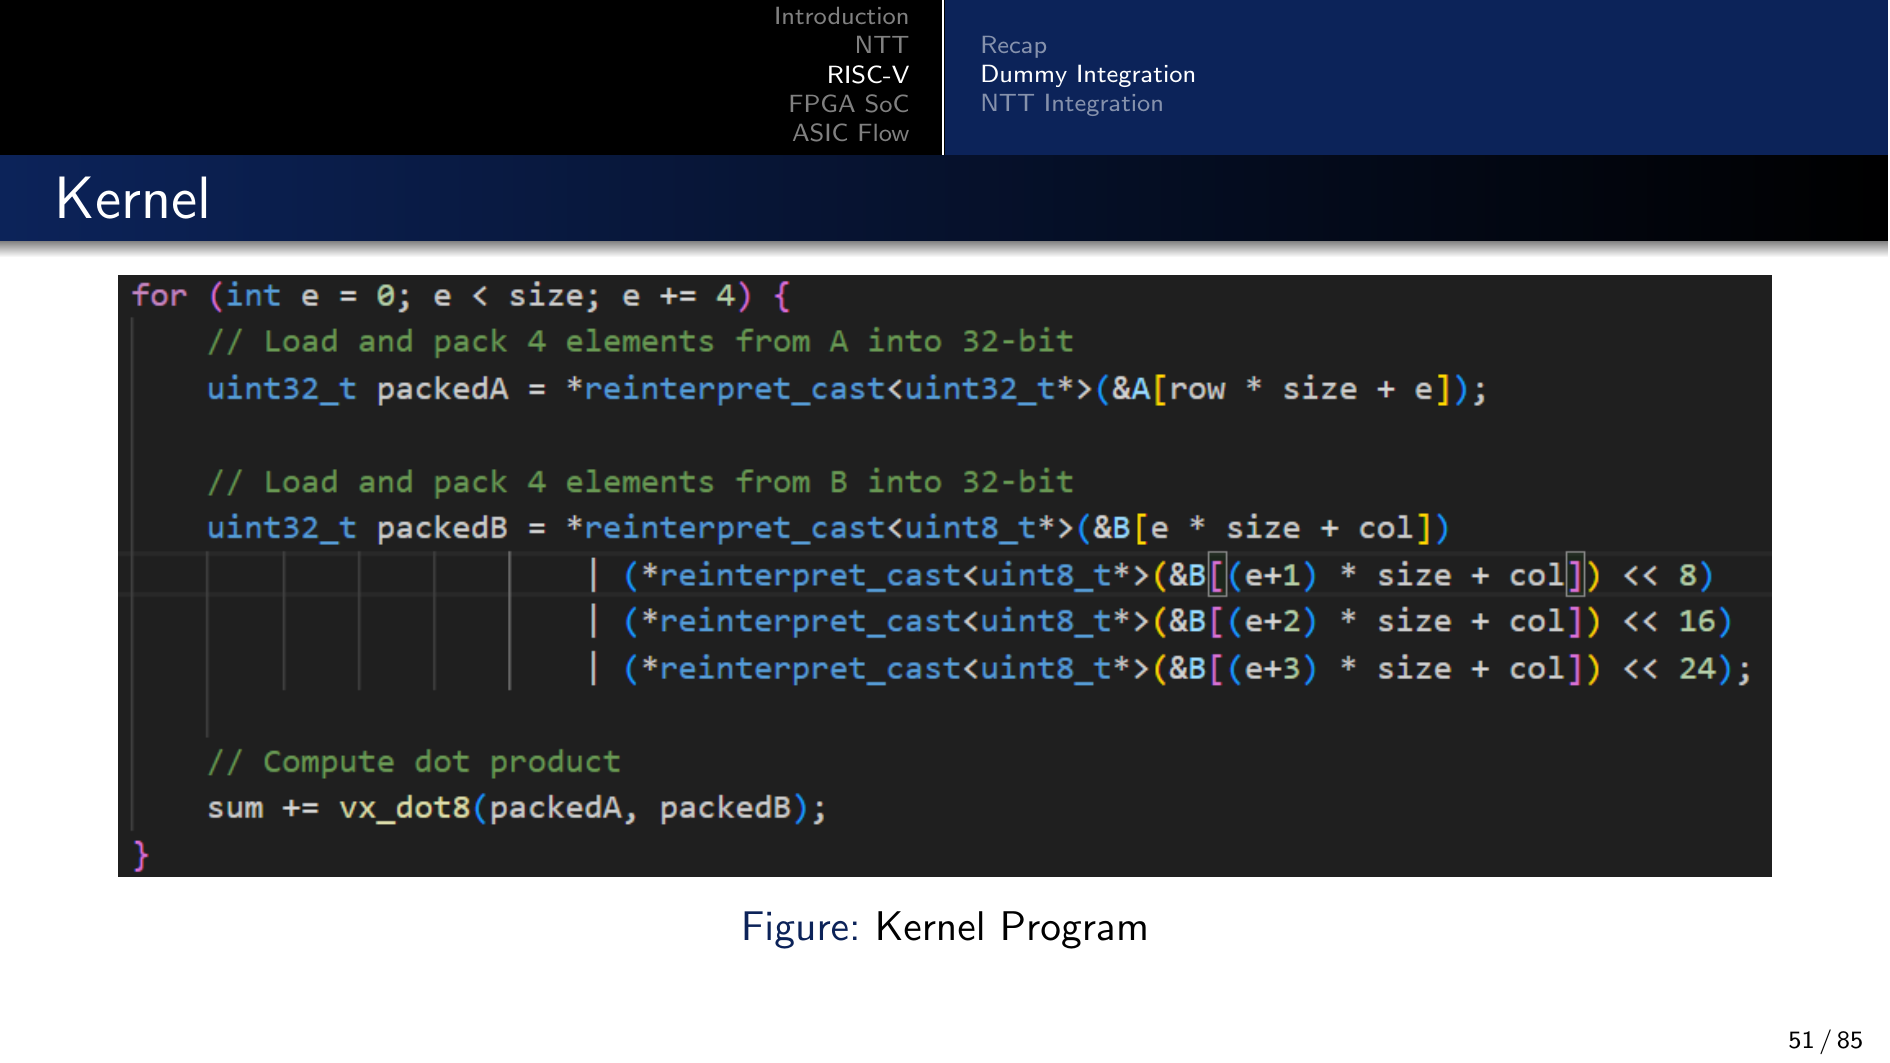 Introduction
NTT
RISC-V
FPGA SoC
ASIC Flow
Recap
Dummy Integration
NTT Integration
Kernel
for (int e = 0; e < size; e += 4) {
    // Load and pack 4 elements from A into 32-bit
    uint32_t packedA = *reinterpret_cast<uint32_t*>(&A[row * size + e]);
    // Load and pack 4 elements from B into 32-bit
    uint32_t packedB = *reinterpret_cast<uint8_t*>(&B[e * size + col])
                     | (*reinterpret_cast<uint8_t*>(&B[(e+1) * size + col]) << 8)
                     | (*reinterpret_cast<uint8_t*>(&B[(e+2) * size + col]) << 16)
                     | (*reinterpret_cast<uint8_t*>(&B[(e+3) * size + col]) << 24);
    // Compute dot product
    sum += vx_dot8(packedA, packedB);
}
Figure: Kernel Program
51 / 85